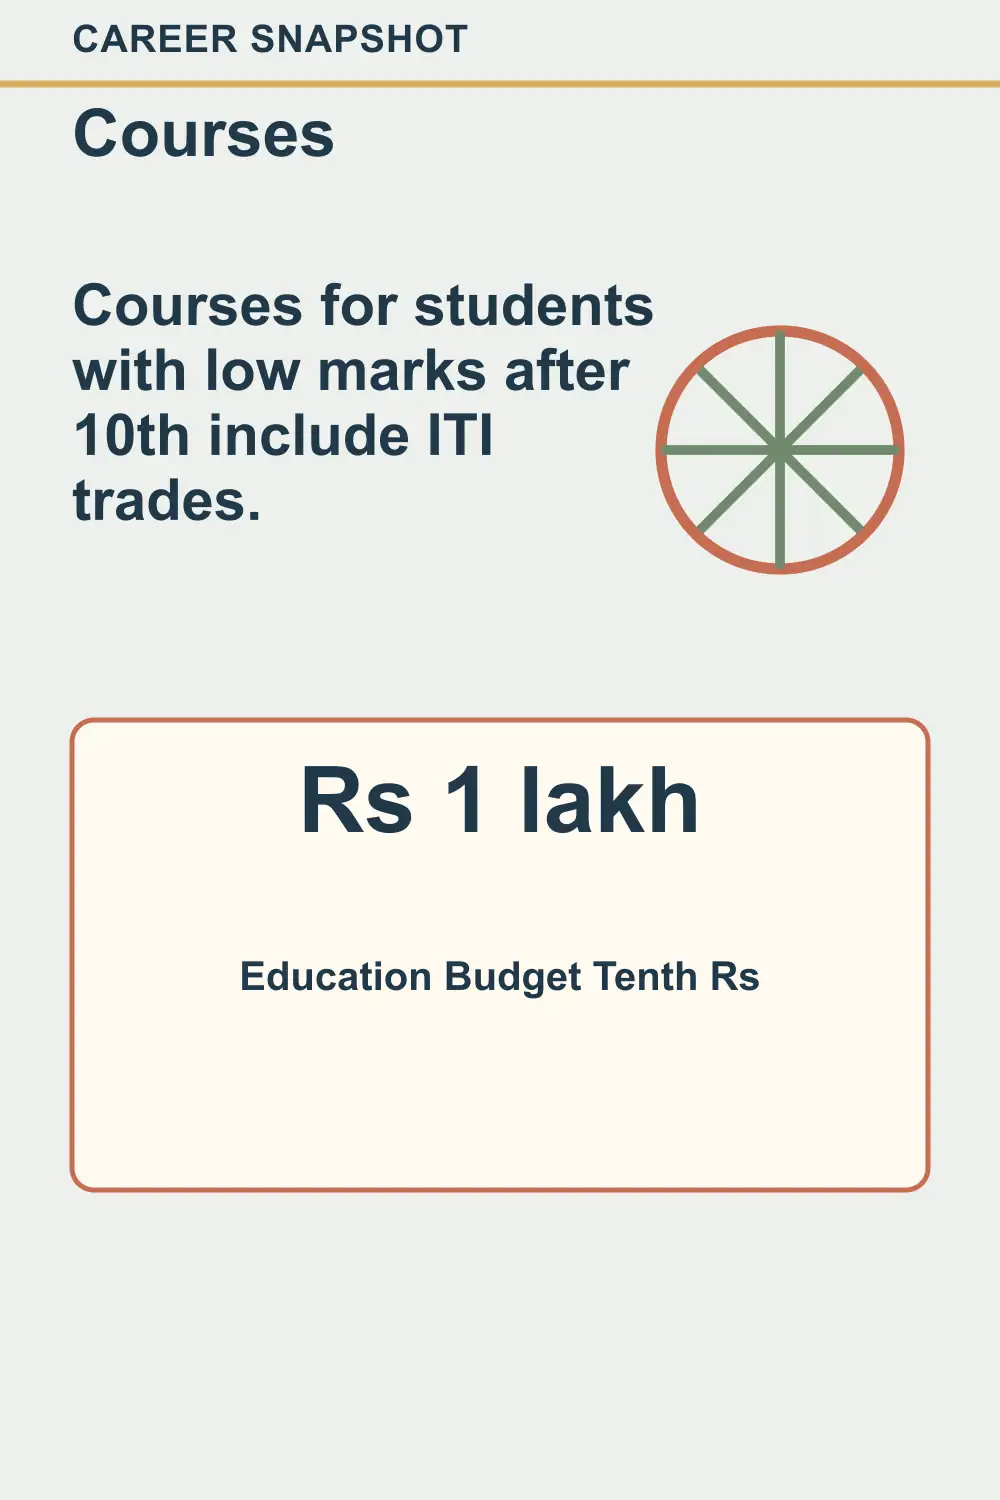 CAREER SNAPSHOT
Courses
Courses for students
with low marks after
10th include ITI
trades.
Rs 1 lakh
Education Budget Tenth Rs